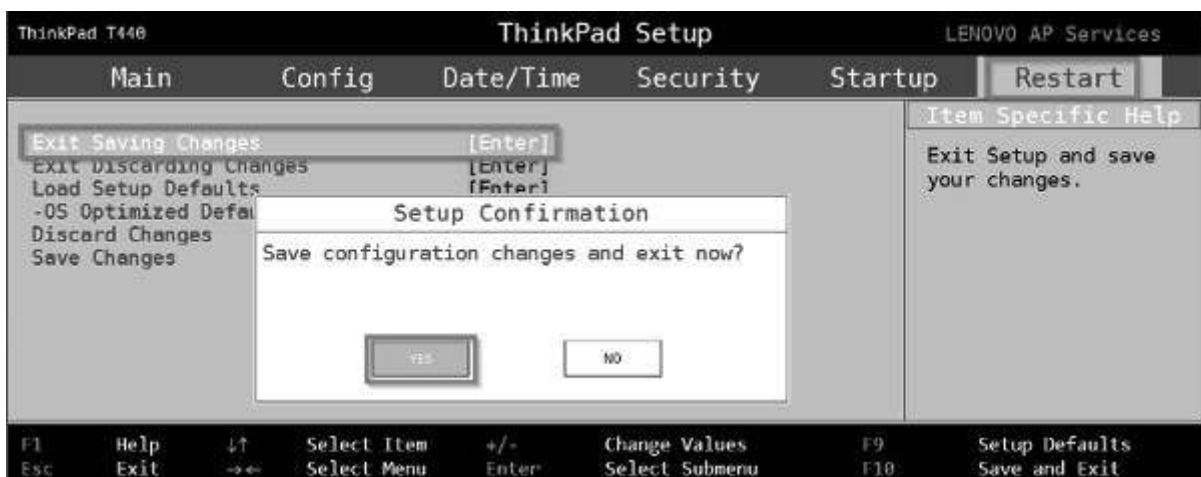 ThinkPad T440 ThinkPad Setup LENOVO AP Services
Main Config Date/Time Security Startup Restart
Item Specific Help
Exit Saving Changes [Enter]
Exit Discarding Changes [Enter]
Load Setup Defaults [Enter]
-OS Optimized Defau
Discard Changes
Save Changes
Exit Setup and save
your changes.
Setup Confirmation
Save configuration changes and exit now?
YES NO
F1 Help ↓↑ Select Item +/- Change Values F9 Setup Defaults
Esc Exit →← Select Menu Enter Select Submenu F10 Save and Exit